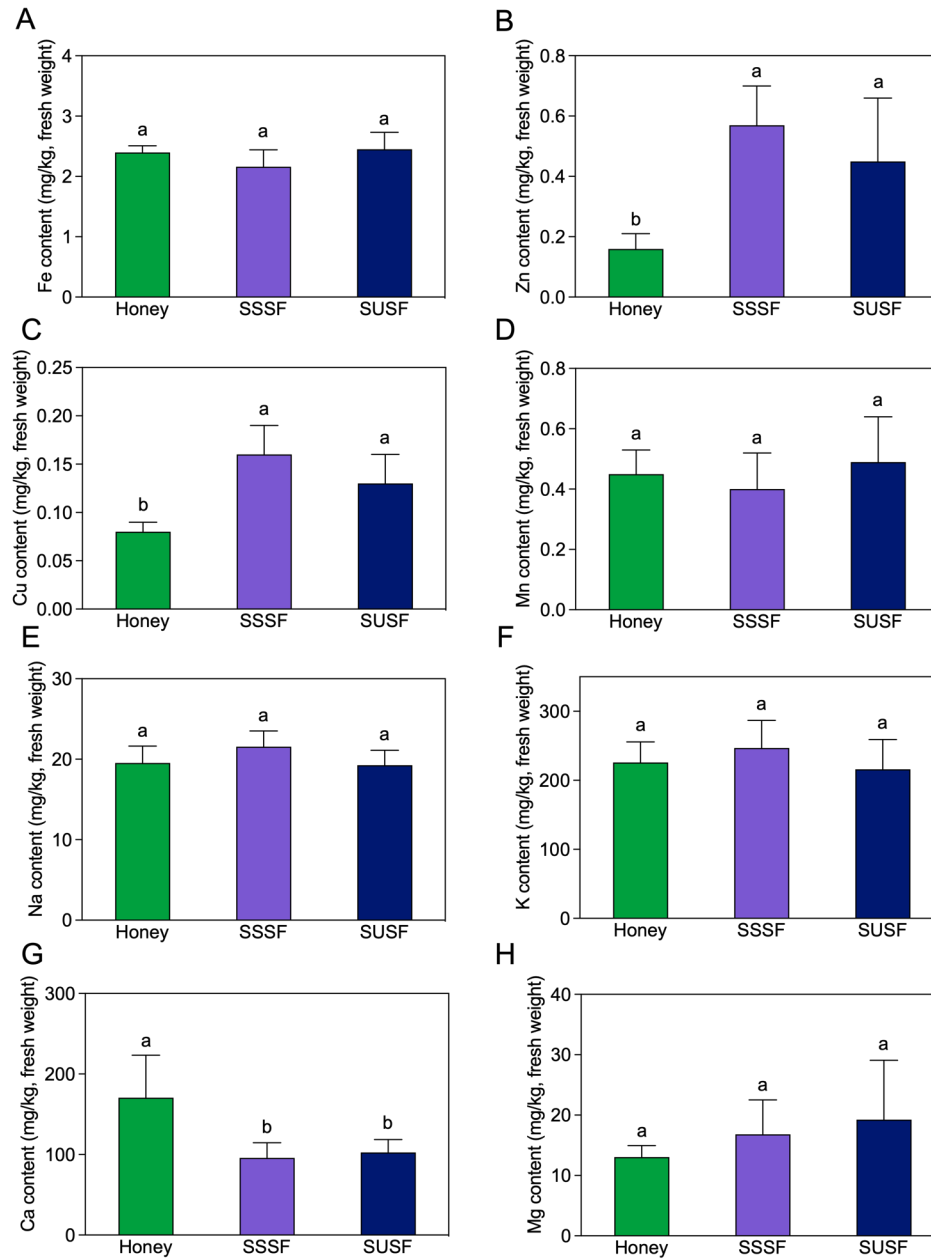 A
Fe content (mg/kg, fresh weight)
4
3
2
1
0
a
a
a
Honey
SSSF
SUSF
B
Zn content (mg/kg, fresh weight)
0.8
0.6
0.4
0.2
0.0
b
a
a
Honey
SSSF
SUSF
C
Cu content (mg/kg, fresh weight)
0.25
0.20
0.15
0.10
0.05
0.00
b
a
a
Honey
SSSF
SUSF
D
Mn content (mg/kg, fresh weight)
0.8
0.6
0.4
0.2
0.0
a
a
a
Honey
SSSF
SUSF
E
Na content (mg/kg, fresh weight)
30
20
10
0
a
a
a
Honey
SSSF
SUSF
F
K content (mg/kg, fresh weight)
300
200
100
0
a
a
a
Honey
SSSF
SUSF
G
Ca content (mg/kg, fresh weight)
300
200
100
0
a
b
b
Honey
SSSF
SUSF
H
Mg content (mg/kg, fresh weight)
40
30
20
10
0
a
a
a
Honey
SSSF
SUSF